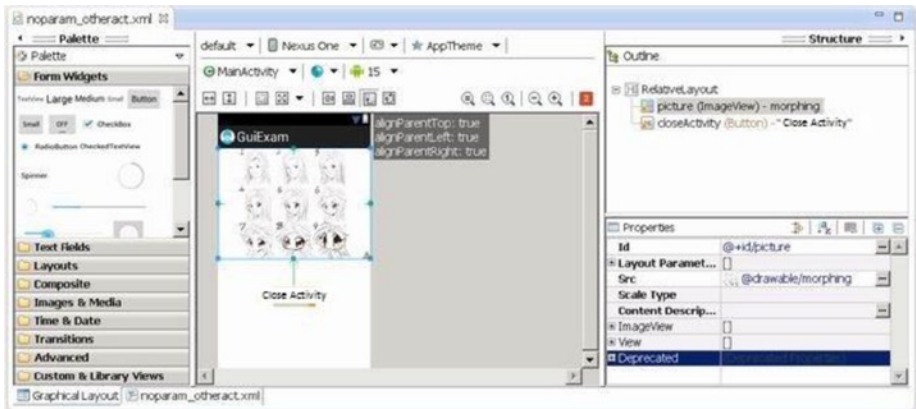 noparam_otheract.xml
Palette
Palette
Form Widgets
TextView Large Medium Small Button
Small OFF CheckBox
RadioButton CheckedTextView
Spinner
Text Fields
Layouts
Composite
Images & Media
Time & Date
Transitions
Advanced
Custom & Library Views
default Nexus One AppTheme
MainActivity 15
2
GuiExam
alignParentTop: true
alignParentLeft: true
alignParentRight: true
Close Activity
Structure
Outline
RelativeLayout
picture (ImageView) - morphing
closeActivity (Button) - "Close Activity"
Properties
Id @+id/picture
Layout Paramet... []
Src @drawable/morphing
Scale Type
Content Descrip...
ImageView []
View []
Deprecated [Deprecated Properties]
Graphical Layout noparam_otheract.xml